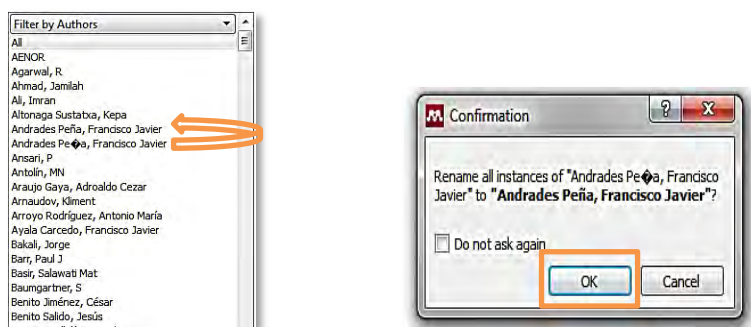 Filter by Authors
All
AENOR
Agarwal, R
Ahmad, Jamilah
Ali, Imran
Altonaga Sustatxa, Kepa
Andrades Peña, Francisco Javier
Andrades Pe�a, Francisco Javier
Ansari, P
Antolín, MN
Araujo Gaya, Adroaldo Cezar
Arnaudov, Kliment
Arroyo Rodríguez, Antonio María
Ayala Carcedo, Francisco Javier
Bakali, Jorge
Barr, Paul J
Basir, Salawati Mat
Baumgartner, S
Benito Jiménez, César
Benito Salido, Jesús
Confirmation
Rename all instances of "Andrades Pe�a, Francisco
Javier" to "Andrades Peña, Francisco Javier"?
Do not ask again
OK Cancel